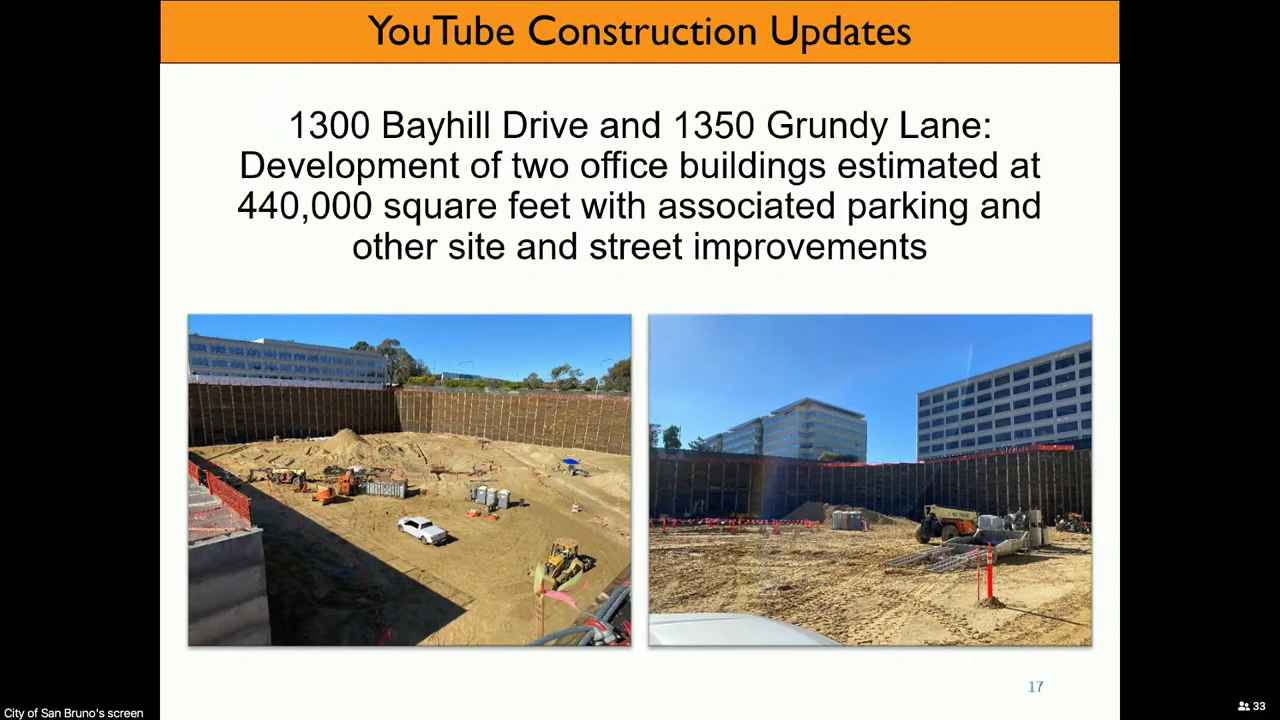 YouTube Construction Updates
1300 Bayhill Drive and 1350 Grundy Lane:
Development of two office buildings estimated at
440,000 square feet with associated parking and
other site and street improvements
17
City of San Bruno's screen
33